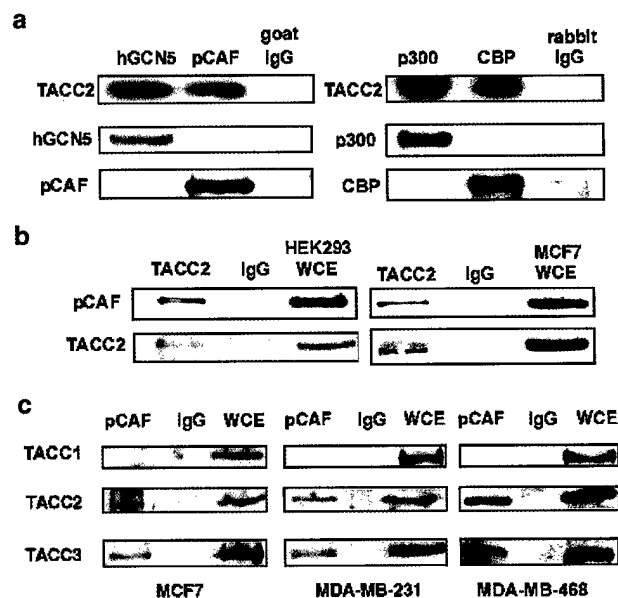 a
hGCN5 pCAF goat IgG p300 CBP rabbit IgG
TACC2 TACC2
hGCN5 p300
pCAF CBP
b
TACC2 IgG HEK293 WCE TACC2 IgG MCF7 WCE
pCAF
TACC2
c
pCAF IgG WCE pCAF IgG WCE pCAF IgG WCE
TACC1
TACC2
TACC3
MCF7 MDA-MB-231 MDA-MB-468